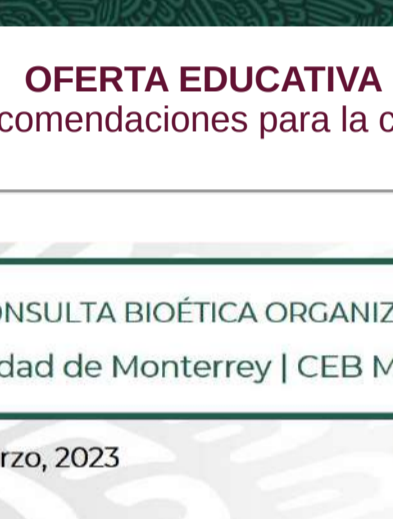 OFERTA EDUCATIVA
comendaciones para la c
ONSULTA BIOÉTICA ORGANIZ
dad de Monterrey | CEB M
rzo, 2023